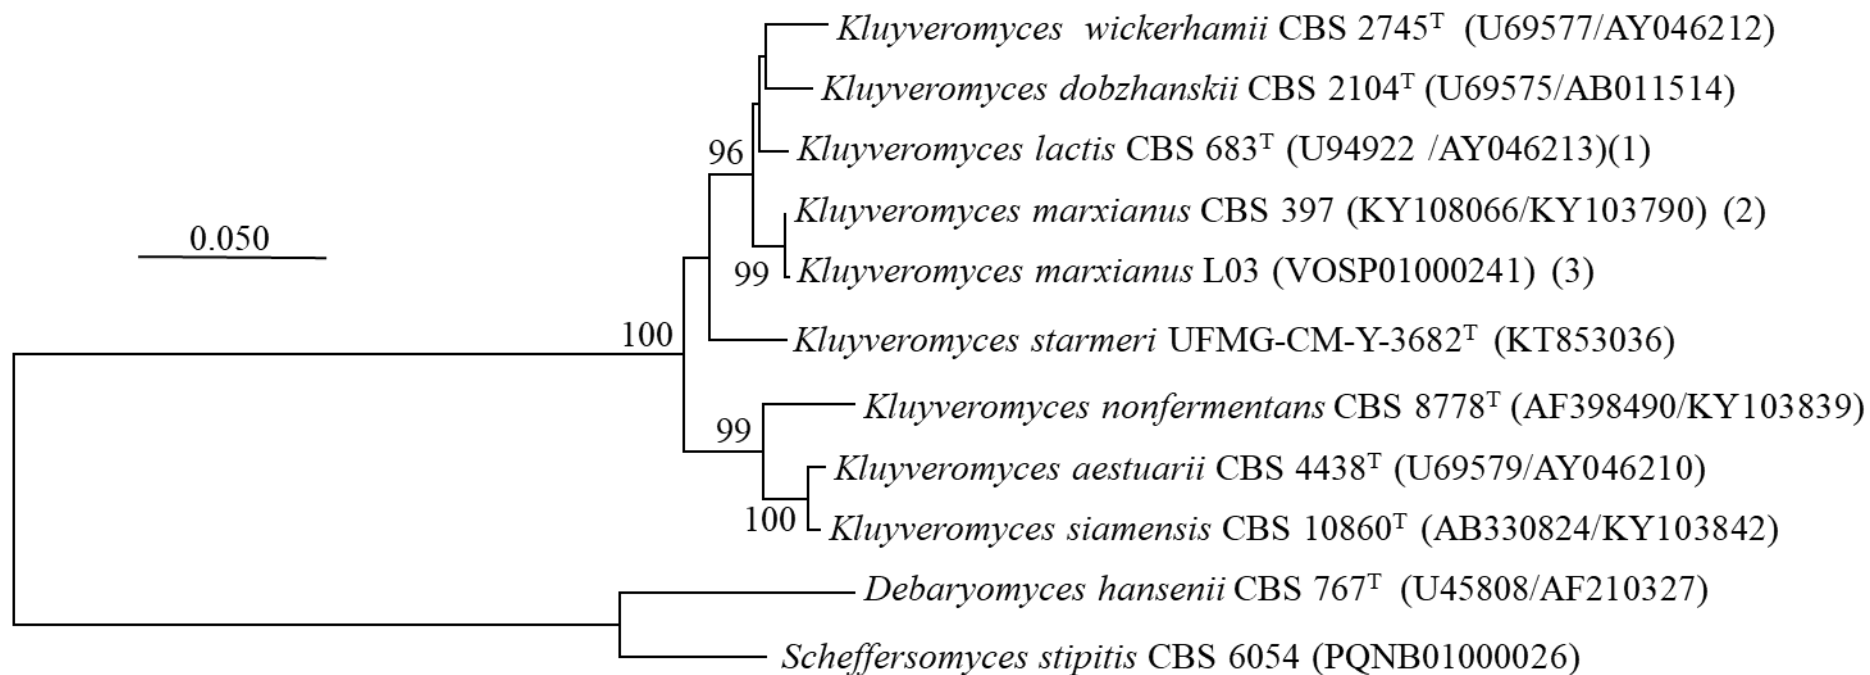 Kluyveromyces wickerhamii CBS 2745ᵀ (U69577/AY046212)
Kluyveromyces dobzhanskii CBS 2104ᵀ (U69575/AB011514)
96
Kluyveromyces lactis CBS 683ᵀ (U94922 /AY046213)(1)
Kluyveromyces marxianus CBS 397 (KY108066/KY103790) (2)
0.050
99
Kluyveromyces marxianus L03 (VOSP01000241) (3)
100
Kluyveromyces starmeri UFMG-CM-Y-3682ᵀ (KT853036)
Kluyveromyces nonfermentans CBS 8778ᵀ (AF398490/KY103839)
99
Kluyveromyces aestuarii CBS 4438ᵀ (U69579/AY046210)
100
Kluyveromyces siamensis CBS 10860ᵀ (AB330824/KY103842)
Debaryomyces hansenii CBS 767ᵀ (U45808/AF210327)
Scheffersomyces stipitis CBS 6054 (PQNB01000026)